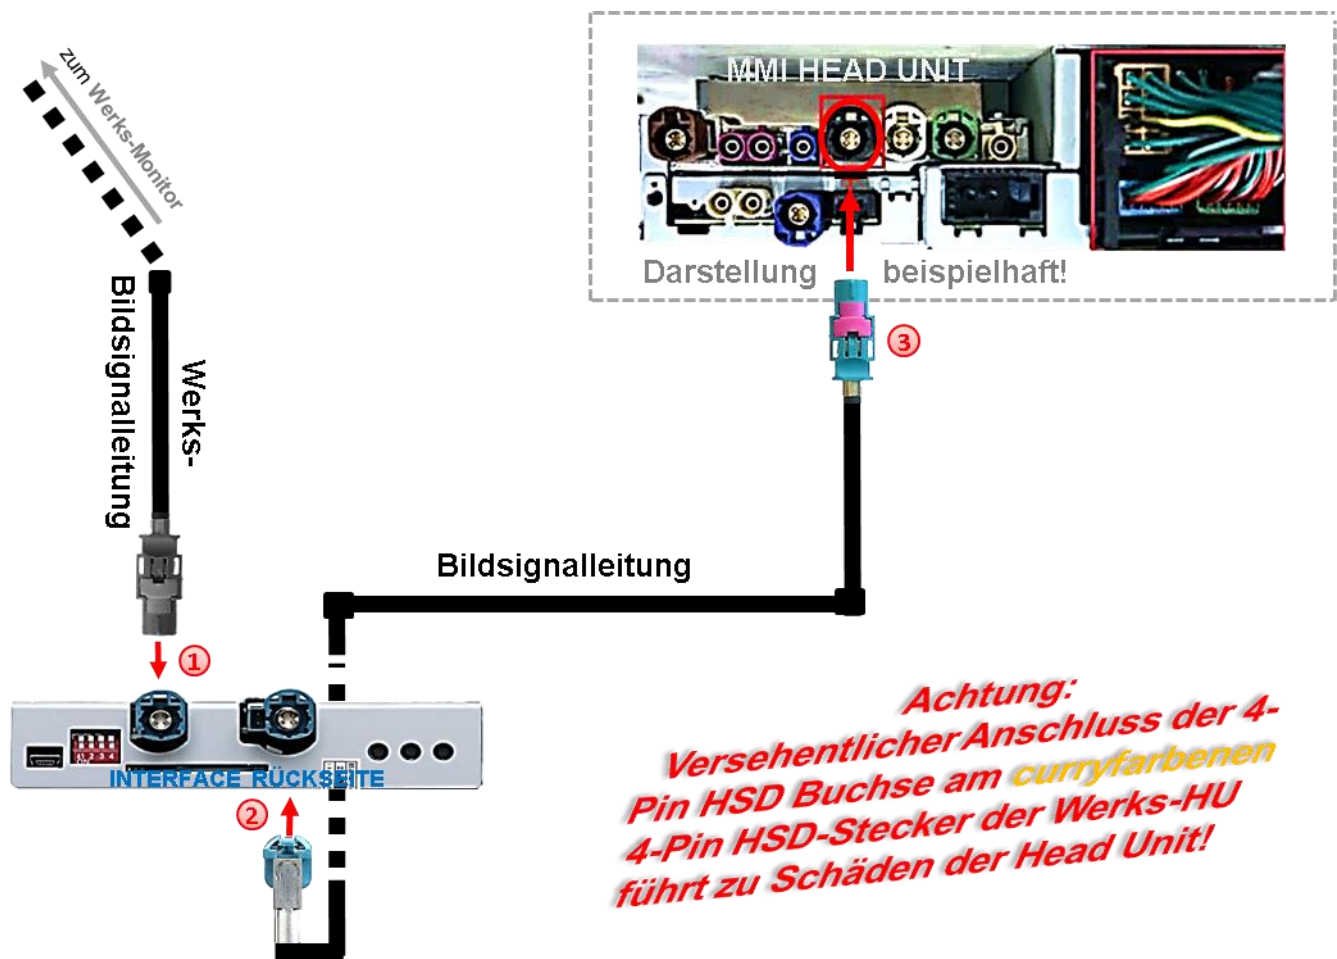 zum Werks-Monitor
MMI HEAD UNIT
Darstellung beispielhaft!
3
Werks-
Bildsignalleitung
Bildsignalleitung
1
INTERFACE RÜCKSEITE
2
Achtung:
Versehentlicher Anschluss der 4-
Pin HSD Buchse am curryfarbenen
4-Pin HSD-Stecker der Werks-HU
führt zu Schäden der Head Unit!